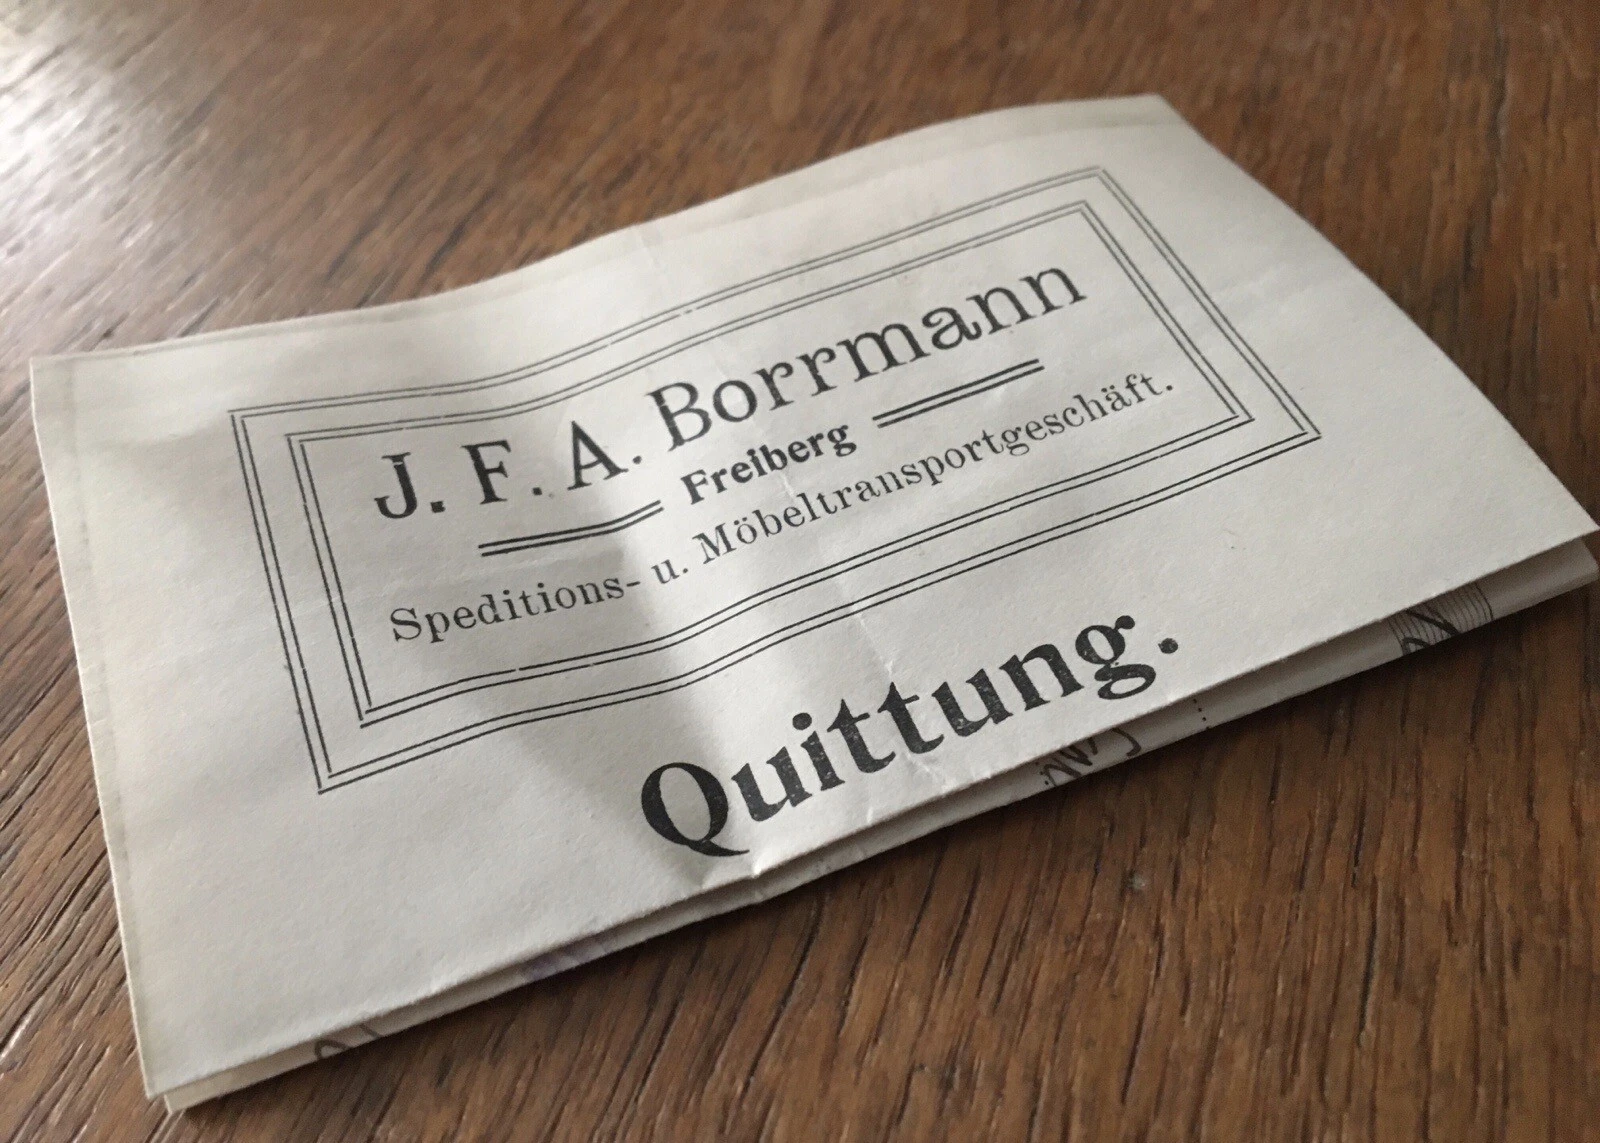 J. F. A. Borrmann
Freiberg
Speditions- u. Möbeltransportgeschäft.
Quittung.